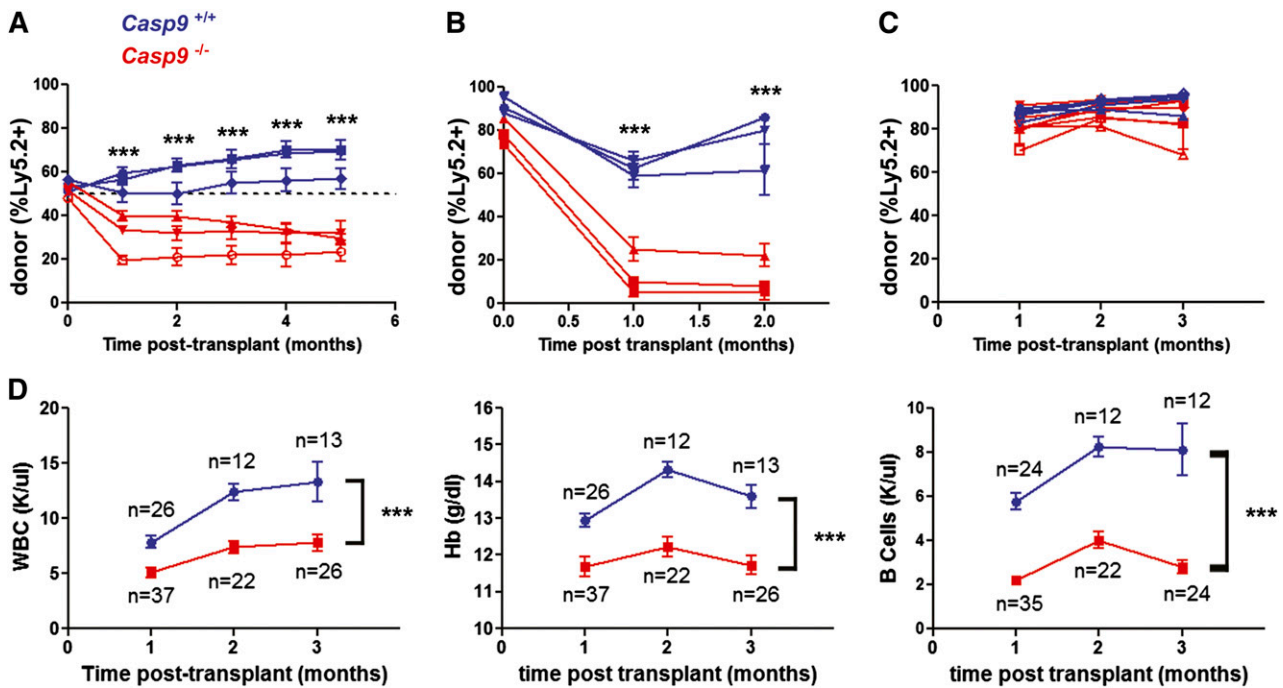 A
Casp9 +/+
Casp9 -/-
donor (%Ly5.2+)
100
80
60
40
20
0
*** *** *** *** ***
0 2 4 6
Time post-transplant (months)
B
donor (%Ly5.2+)
100
80
60
40
20
0
*** ***
0.0 0.5 1.0 1.5 2.0
Time post transplant (months)
C
donor (%Ly5.2+)
100
80
60
40
20
0
0 1 2 3
Time post-transplant (months)
D
WBC (K/ul)
20
15
10
5
0
n=26 n=12 n=13
n=37 n=22 n=26
***
0 1 2 3
Time post-transplant (months)
Hb (g/dl)
16
15
14
13
12
11
10
n=26 n=12 n=13
n=37 n=22 n=26
***
0 1 2 3
time post transplant (months)
B Cells (K/ul)
10
8
6
4
2
0
n=24 n=12 n=12
n=35 n=22 n=24
***
0 1 2 3
time post transplant (months)